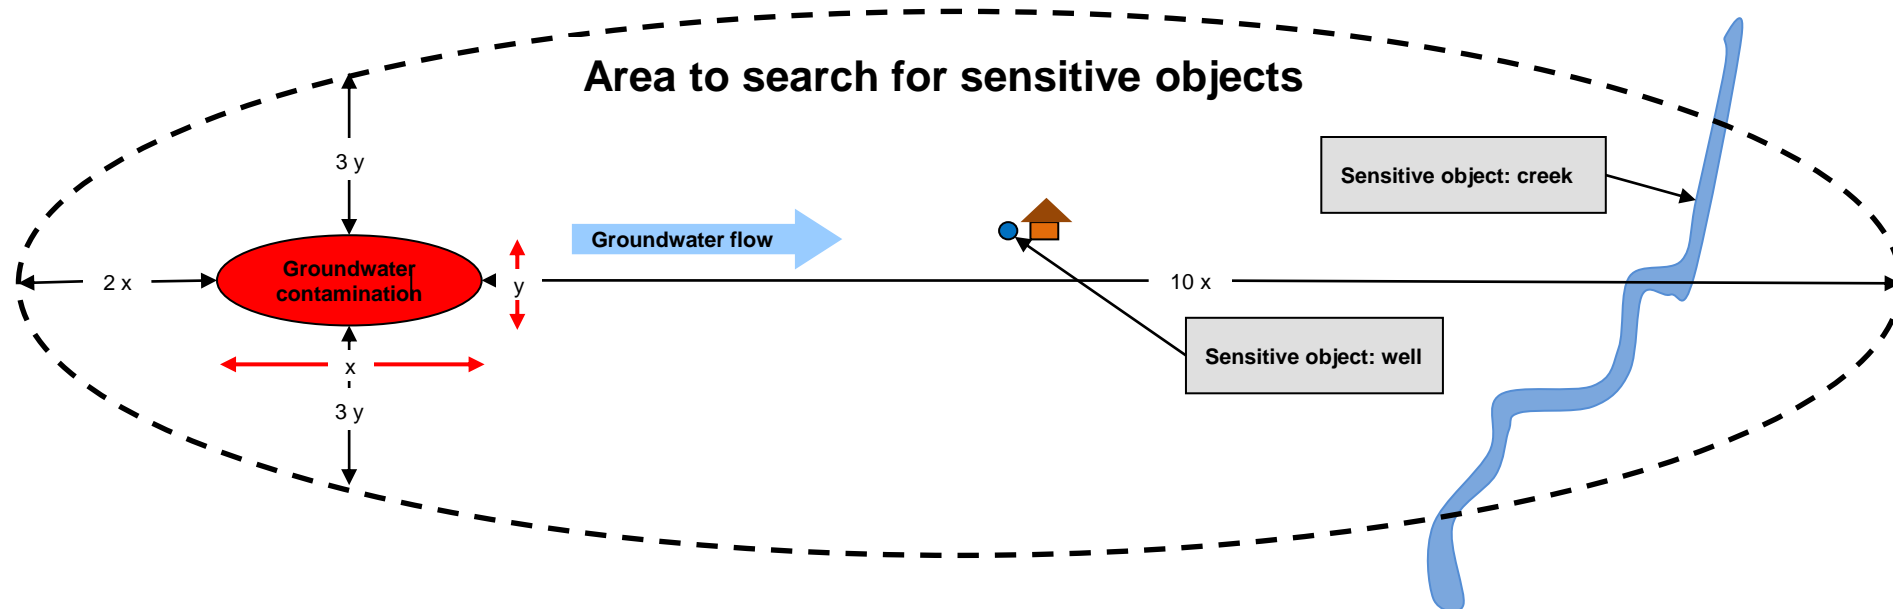 Area to search for sensitive objects
3 y
Sensitive object: creek
Groundwater flow
Groundwater
contamination
2 x
y
10 x
Sensitive object: well
x
3 y